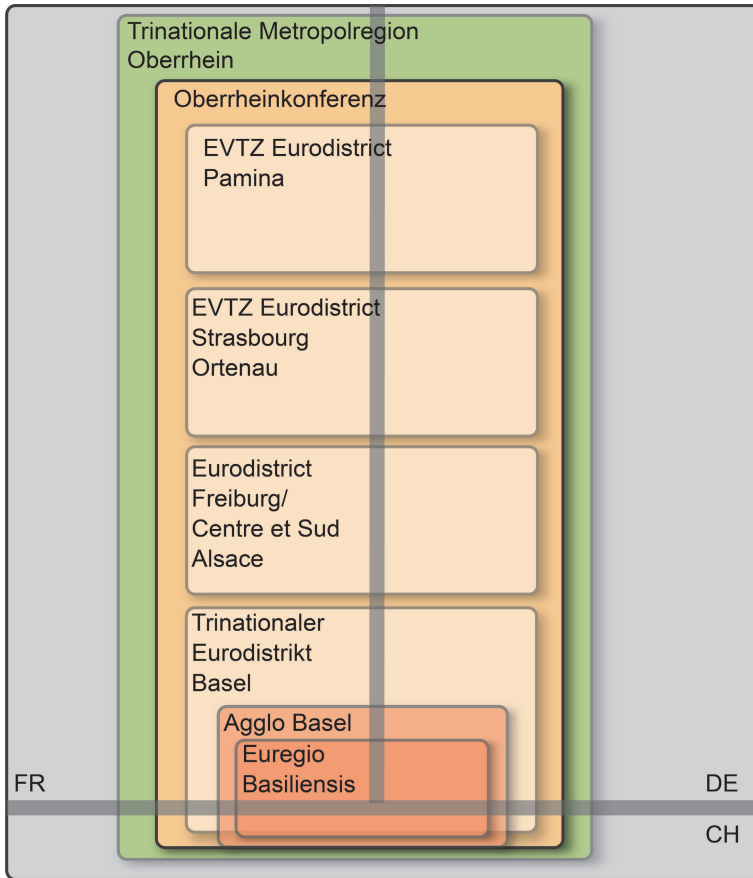 Trinationale Metropolregion
Oberrhein
Oberrheinkonferenz
EVTZ Eurodistrict
Pamina
EVTZ Eurodistrict
Strasbourg
Ortenau
Eurodistrict
Freiburg/
Centre et Sud
Alsace
Trinationaler
Eurodistrikt
Basel
Agglo Basel
Euregio
Basiliensis
FR
DE
CH